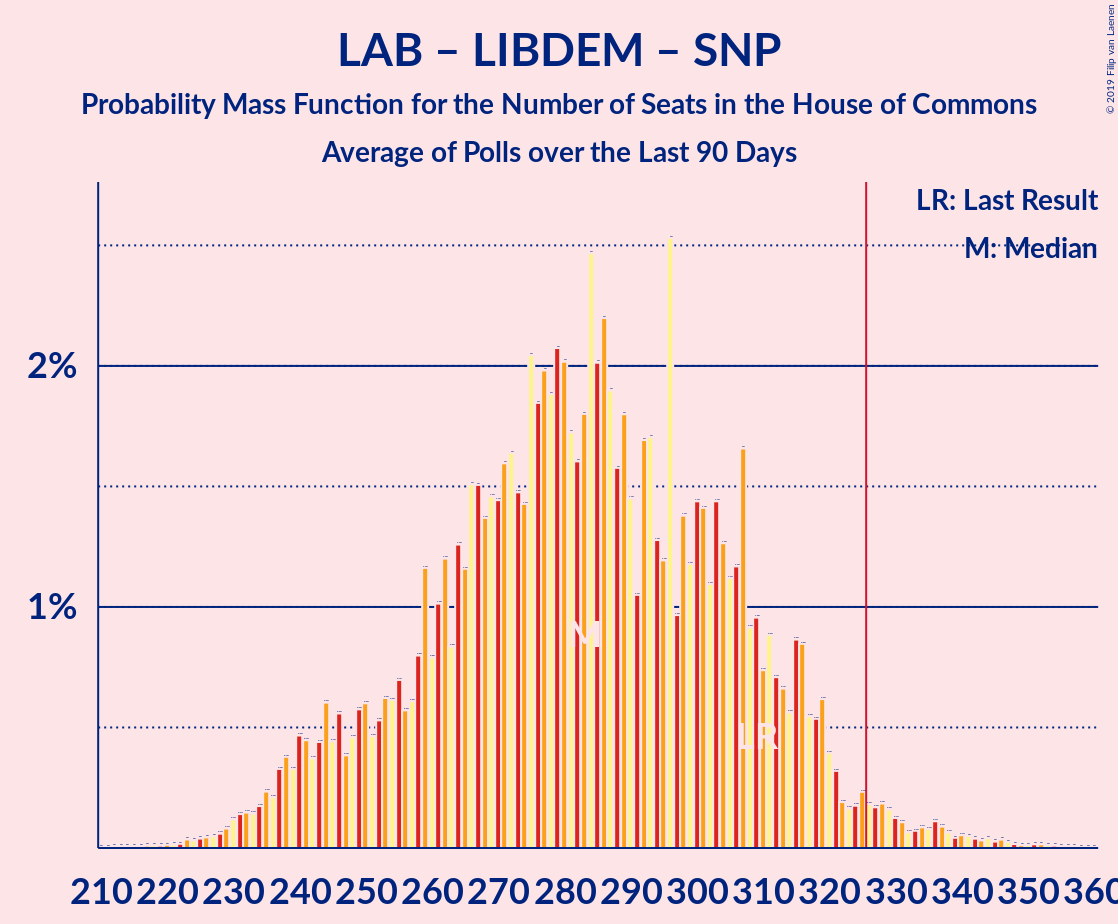 LAB – LIBDEM – SNP
Probability Mass Function for the Number of Seats in the House of Commons
Average of Polls over the Last 90 Days
© 2019 Filip van Laenen
LR: Last Result
M: Median
2%
1%
M
LR
210 220 230 240 250 260 270 280 290 300 310 320 330 340 350 360